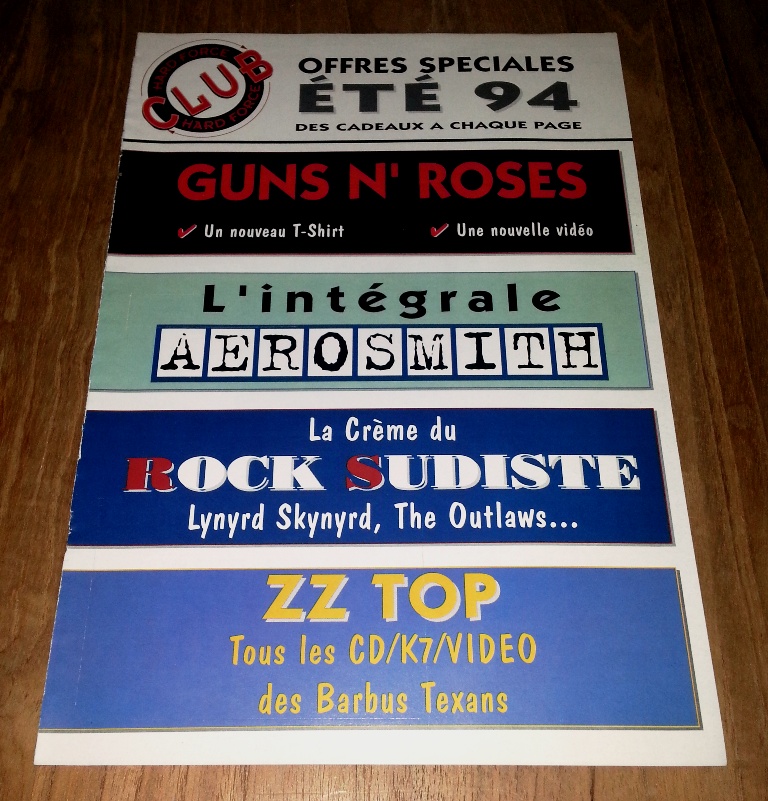 HARD FORCE
CLUB
HARD FORCE
OFFRES SPECIALES
ÉTÉ 94
DES CADEAUX A CHAQUE PAGE
GUNS N' ROSES
✓ Un nouveau T-Shirt ✓ Une nouvelle vidéo
L'intégrale
AEROSMITH
La Crème du
ROCK SUDISTE
Lynyrd Skynyrd, The Outlaws...
ZZ TOP
Tous les CD/K7/VIDEO
des Barbus Texans